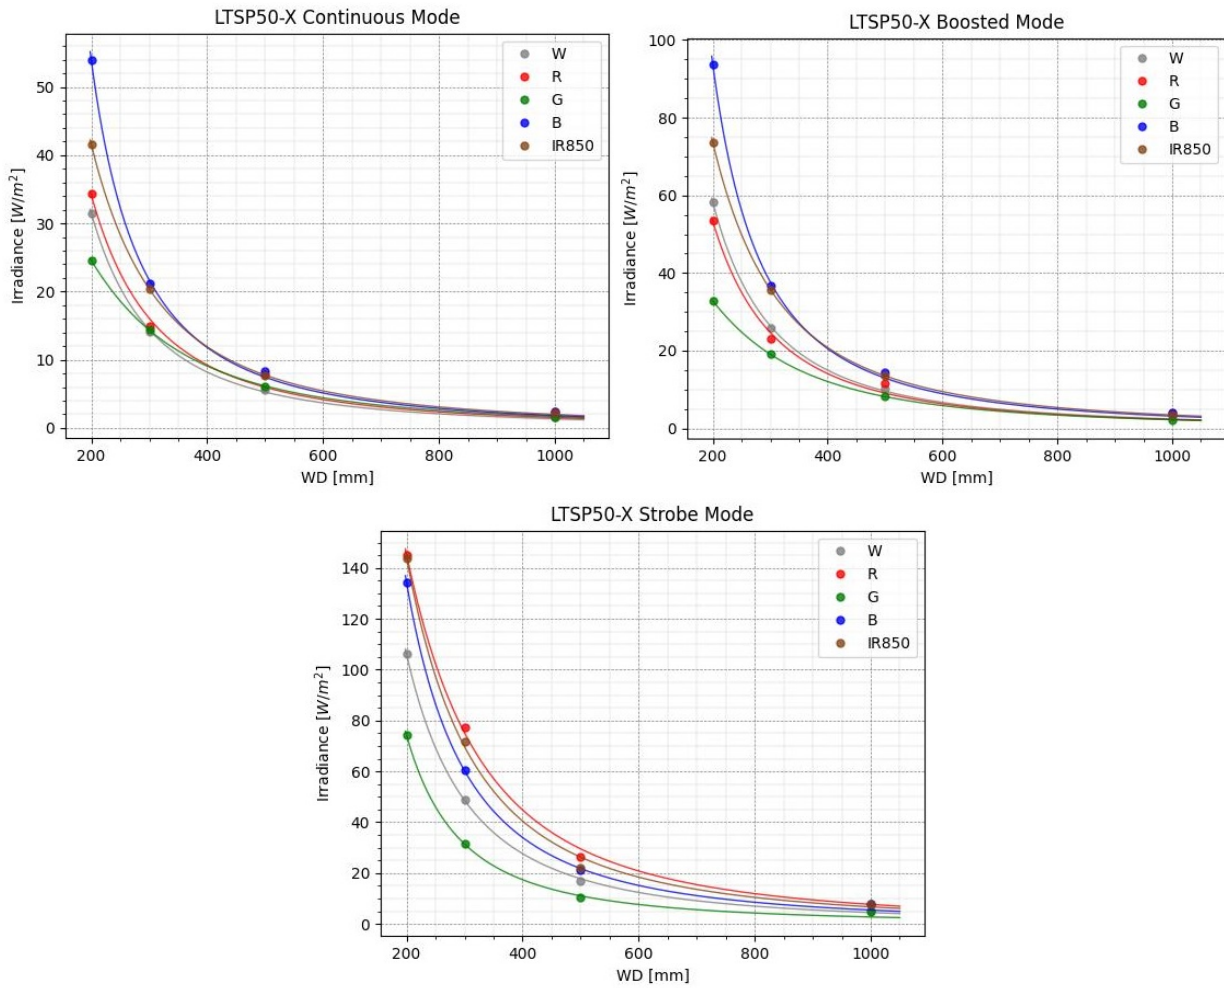 LTSP50-X Continuous Mode
Irradiance [W/m²]
50
40
30
20
10
0
200 400 600 800 1000
WD [mm]
W
R
G
B
IR850
LTSP50-X Boosted Mode
Irradiance [W/m²]
100
80
60
40
20
0
200 400 600 800 1000
WD [mm]
W
R
G
B
IR850
LTSP50-X Strobe Mode
Irradiance [W/m²]
140
120
100
80
60
40
20
0
200 400 600 800 1000
WD [mm]
W
R
G
B
IR850